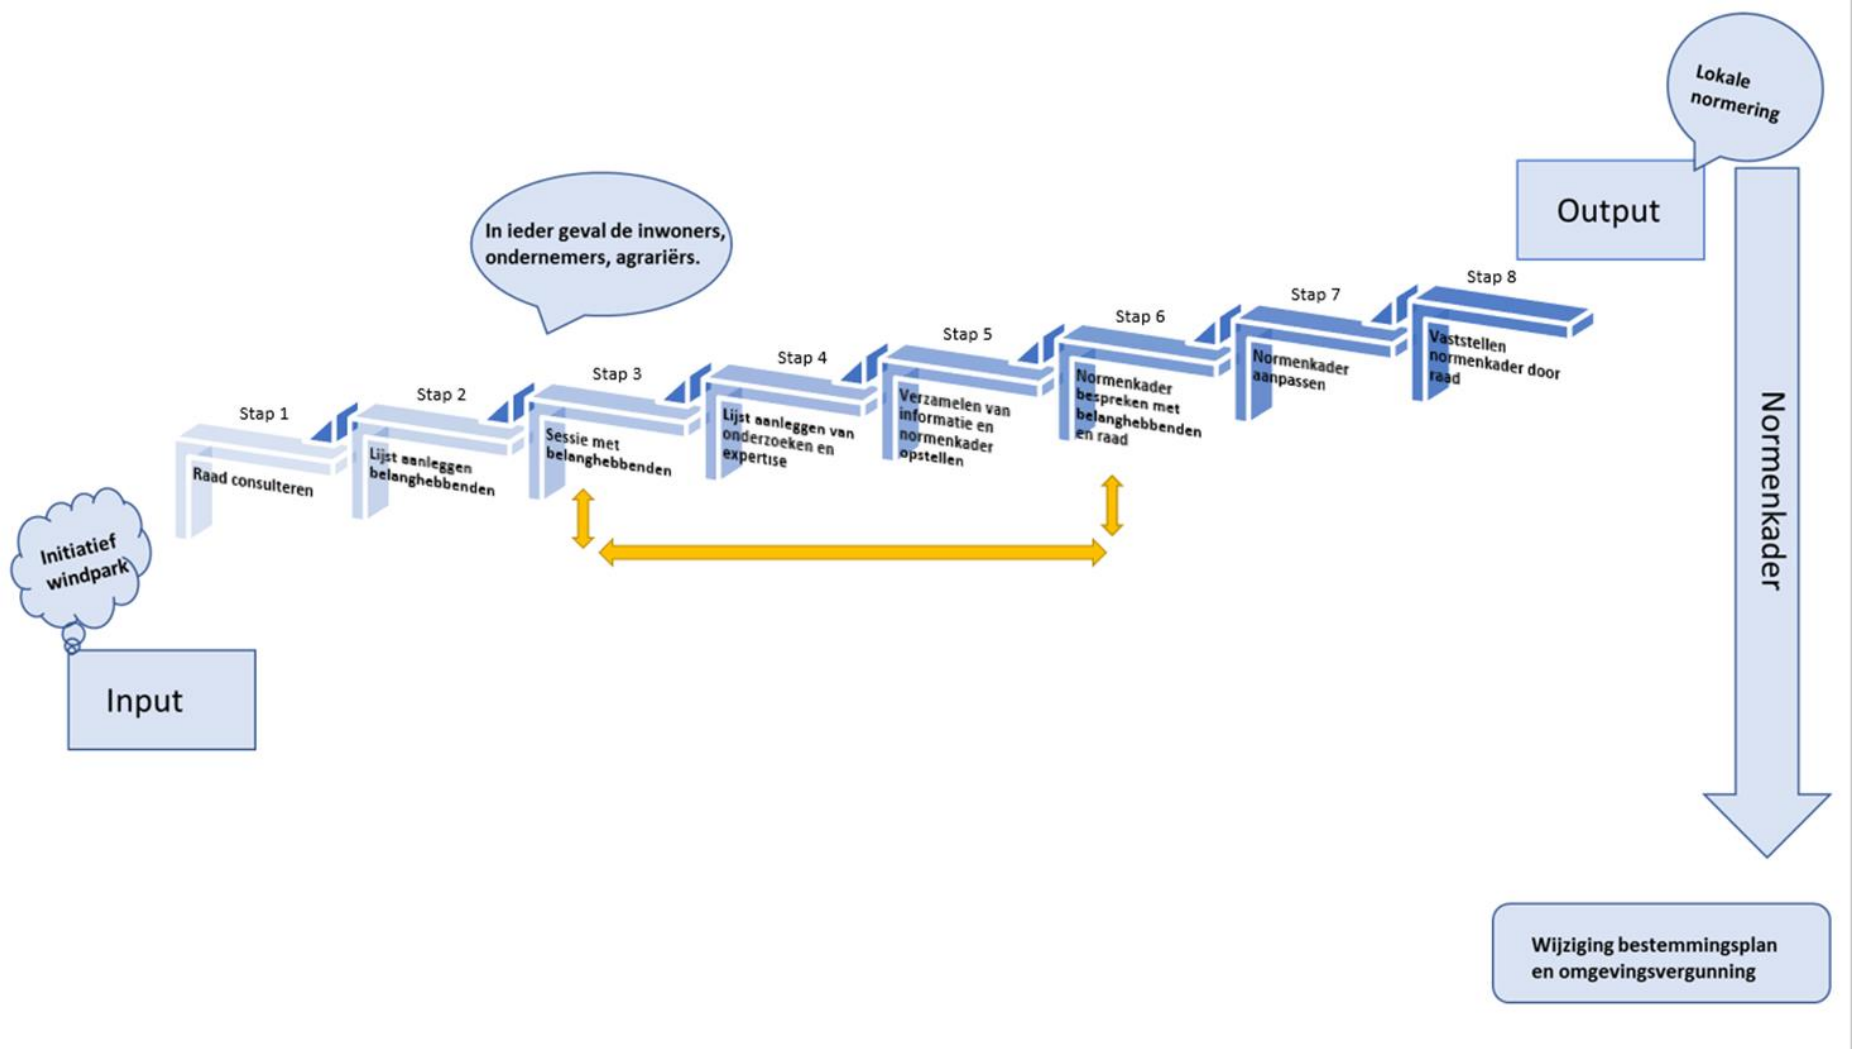 Lokale
normering
Output
In ieder geval de inwoners,
ondernemers, agrariërs.
Stap 1
Raad consulteren
Stap 2
Lijst aanleggen
belanghebbenden
Stap 3
Sessie met
belanghebbenden
Stap 4
Lijst aanleggen van
onderzoeken en
expertise
Stap 5
Verzamelen van
informatie en
normenkader
opstellen
Stap 6
Normenkader
bespreken met
belanghebbenden
en raad
Stap 7
Normenkader
aanpassen
Stap 8
Vaststellen
normenkader door
raad
Normenkader
Initiatief
windpark
Input
Wijziging bestemmingsplan
en omgevingsvergunning